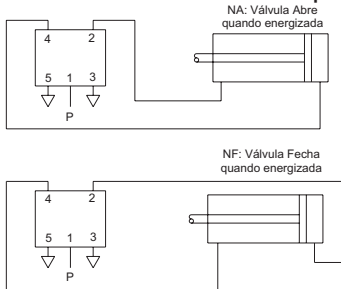 NA: Válvula Abre
quando energizada
4 2
5 1 3
P
NF: Válvula Fecha
quando energizada
4 2
5 1 3
P